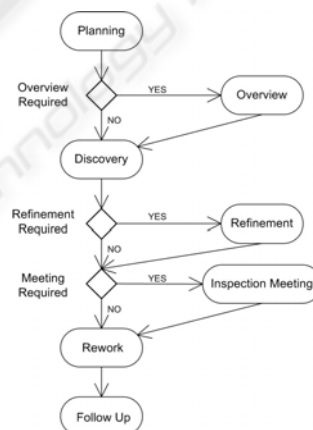 Planning
Overview
Required
YES
Overview
NO
Discovery
Refinement
Required
YES
Refinement
NO
Meeting
Required
YES
Inspection Meeting
NO
Rework
Follow Up